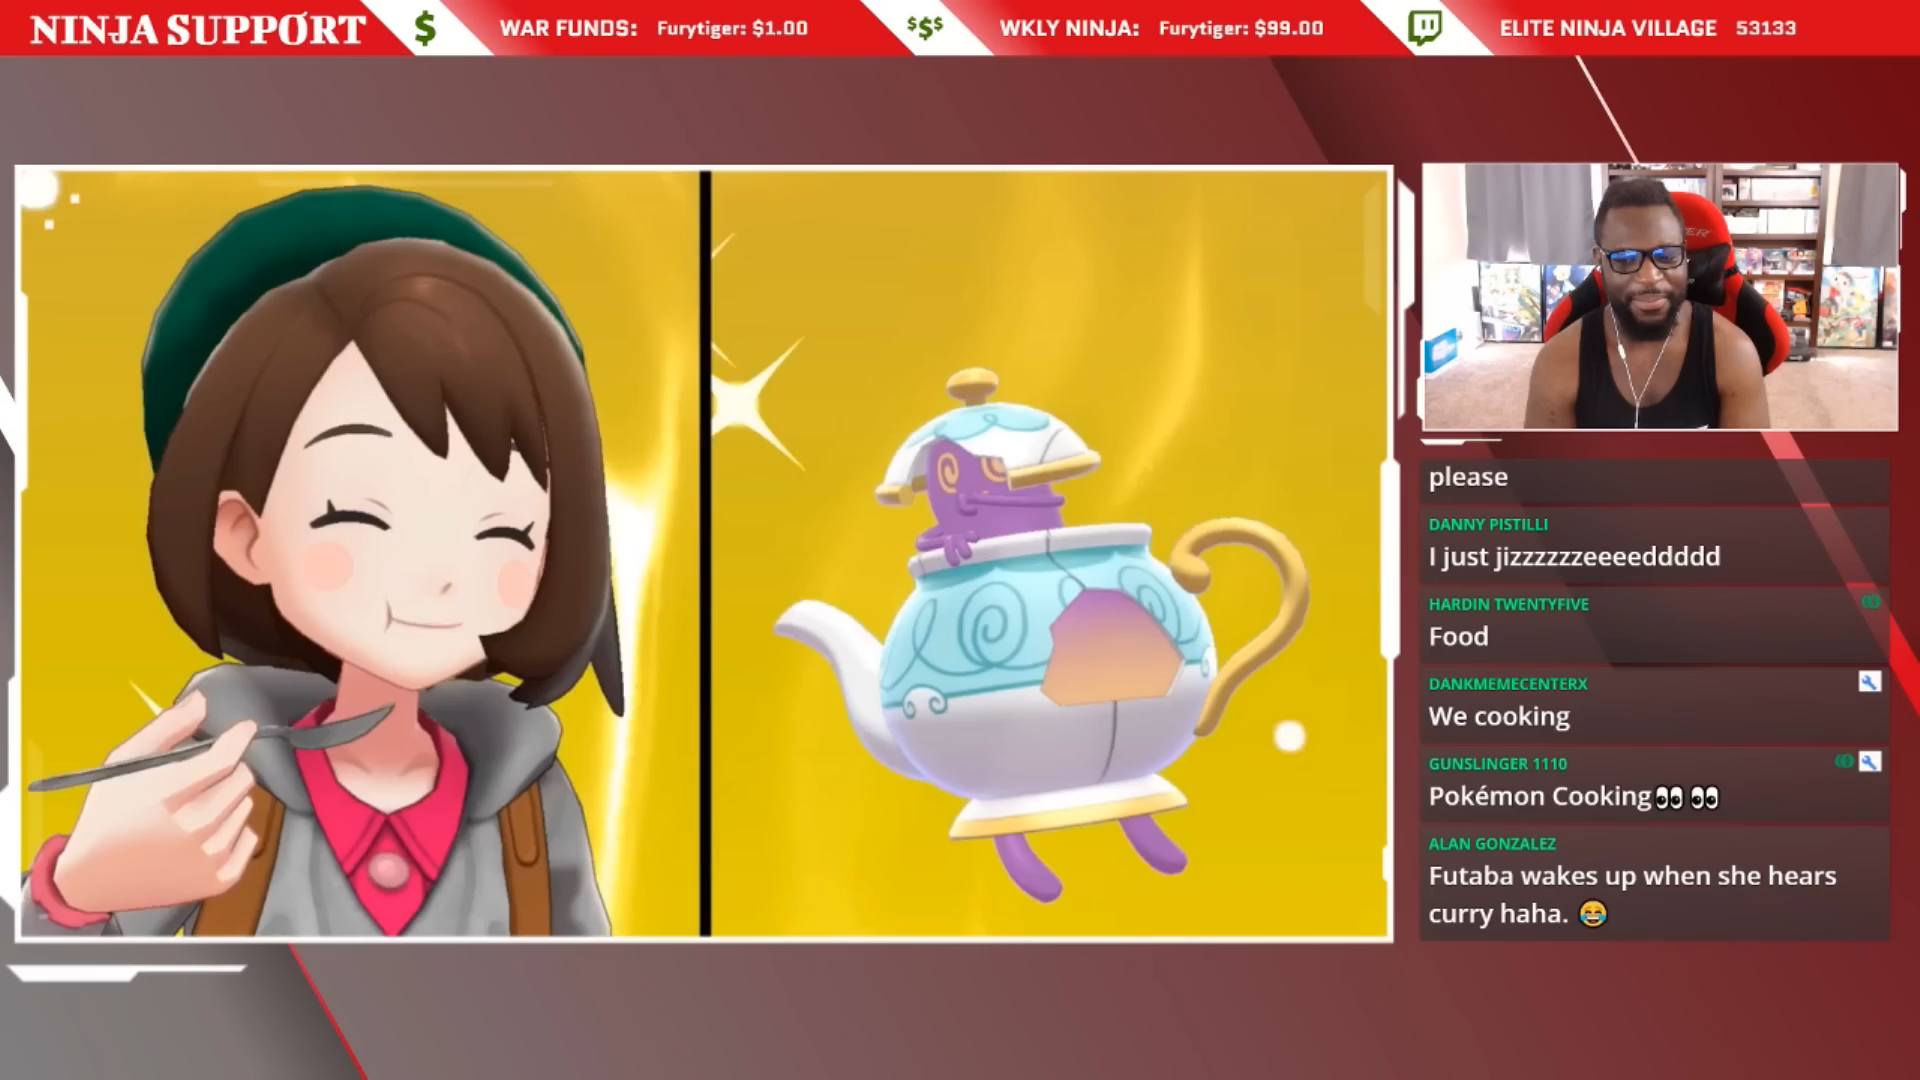 NINJA SUPPORT
$
WAR FUNDS: Furytiger: $1.00
$$$
WKLY NINJA: Furytiger: $99.00
ELITE NINJA VILLAGE 53133
please
DANNY PISTILLI
I just jizzzzzzeeeeddddd
HARDIN TWENTYFIVE
Food
DANKMEMECENTERX
We cooking
GUNSLINGER 1110
Pokémon Cooking👀 👀
ALAN GONZALEZ
Futaba wakes up when she hears
curry haha. 😂